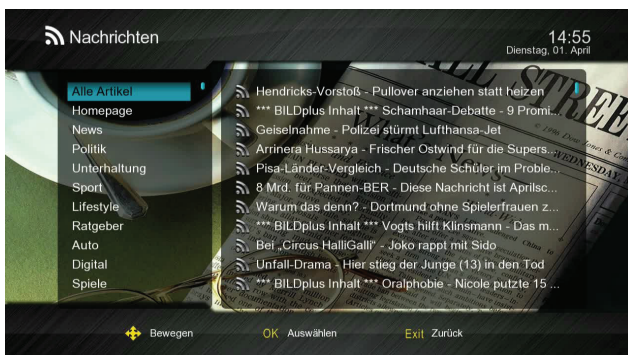 Nachrichten
14:55
Dienstag, 01. April
Alle Artikel
Homepage
News
Politik
Unterhaltung
Sport
Lifestyle
Ratgeber
Auto
Digital
Spiele
Hendricks-Vorstoß - Pullover anziehen statt heizen
*** BILDplus Inhalt *** Schamhaar-Debatte - 9 Promi...
Geiselnahme - Polizei stürmt Lufthansa-Jet
Arrinera Hussarya - Frischer Ostwind für die Supers...
Pisa-Länder-Vergleich - Deutsche Schüler im Proble...
8 Mrd. für Pannen-BER - Diese Nachricht ist Aprilsc...
Warum das denn? - Dortmund ohne Spielerfrauen z...
*** BILDplus Inhalt *** Vogts hilft Klinsmann - Das m...
Bei „Circus HalliGalli“ - Joko rappt mit Sido
Unfall-Drama - Hier stieg der Junge (13) in den Tod
*** BILDplus Inhalt *** Oralphobie - Nicole putzte 15 ...
What's News
WEDNESDAY,
Bewegen
OK Auswählen
Exit Zurück